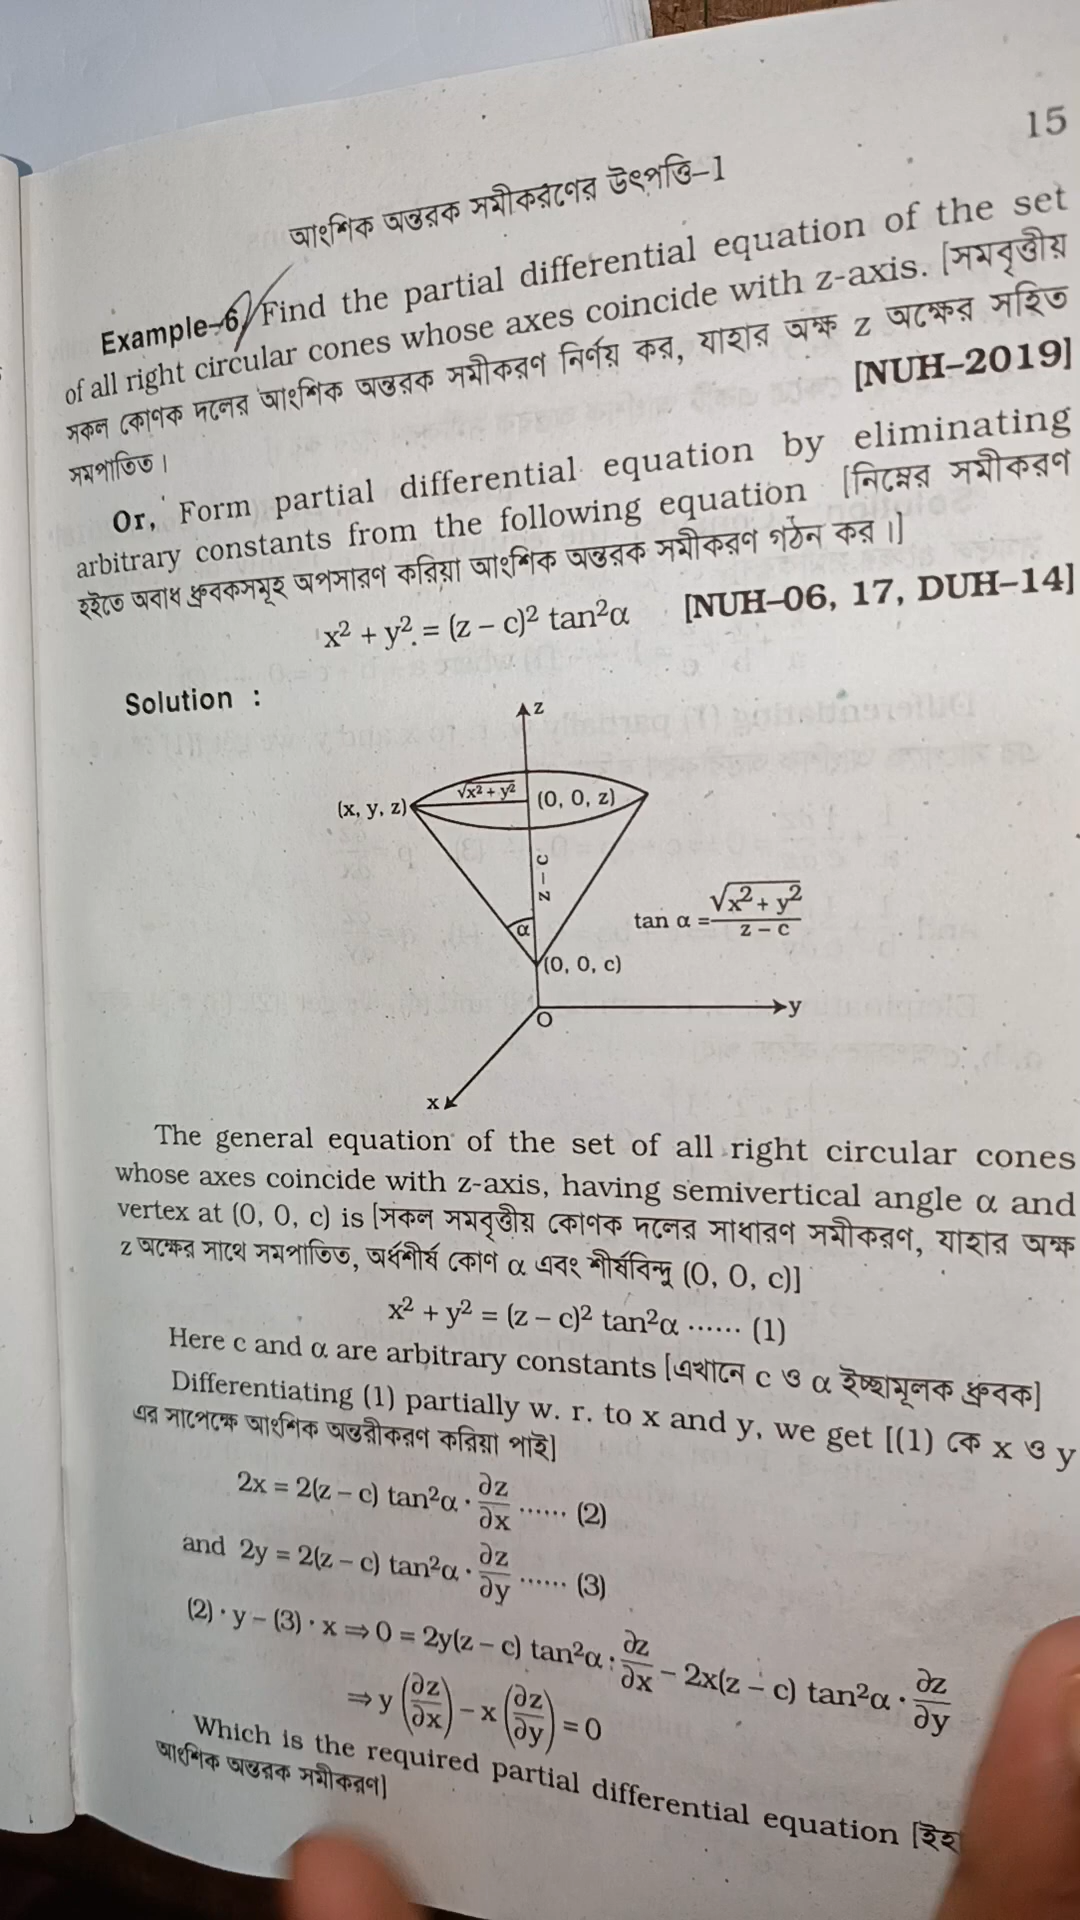 15
আংশিক অন্তরক সমীকরণের উৎপত্তি–1
Example–6/ Find the partial differential equation of the set
of all right circular cones whose axes coincide with z-axis. [সমবৃত্তীয়
সকল কোণক দলের আংশিক অন্তরক সমীকরণ নির্ণয় কর, যাহার অক্ষ z অক্ষের সহিত
সমপাতিত।
[NUH–2019]
Or, Form partial differential equation by eliminating
arbitrary constants from the following equation [নিম্নের সমীকরণ
হইতে অবাধ ধ্রুবকসমূহ অপসারণ করিয়া আংশিক অন্তরক সমীকরণ গঠন কর।]
x² + y² = (z – c)² tan²α [NUH–06, 17, DUH–14]
Solution :
z
√x² + y²
(x, y, z)
(0, 0, z)
z – c
α
tan α = √x² + y² / z – c
(0, 0, c)
O
y
x
The general equation of the set of all right circular cones
whose axes coincide with z-axis, having semivertical angle α and
vertex at (0, 0, c) is [সকল সমবৃত্তীয় কোণক দলের সাধারণ সমীকরণ, যাহার অক্ষ
z অক্ষের সাথে সমপাতিত, অর্ধশীর্ষ কোণ α এবং শীর্ষবিন্দু (0, 0, c)]
x² + y² = (z – c)² tan²α ...... (1)
Here c and α are arbitrary constants [এখানে c ও α ইচ্ছামূলক ধ্রুবক]
Differentiating (1) partially w. r. to x and y, we get [(1) কে x ও y
এর সাপেক্ষে আংশিক অন্তরীকরণ করিয়া পাই]
2x = 2(z – c) tan²α · ∂z/∂x ...... (2)
and 2y = 2(z – c) tan²α · ∂z/∂y ...... (3)
(2) · y – (3) · x ⇒ 0 = 2y(z – c) tan²α · ∂z/∂x – 2x(z – c) tan²α · ∂z/∂y
⇒ y (∂z/∂x) – x (∂z/∂y) = 0
Which is the required partial differential equation [ইহ
আংশিক অন্তরক সমীকরণ]